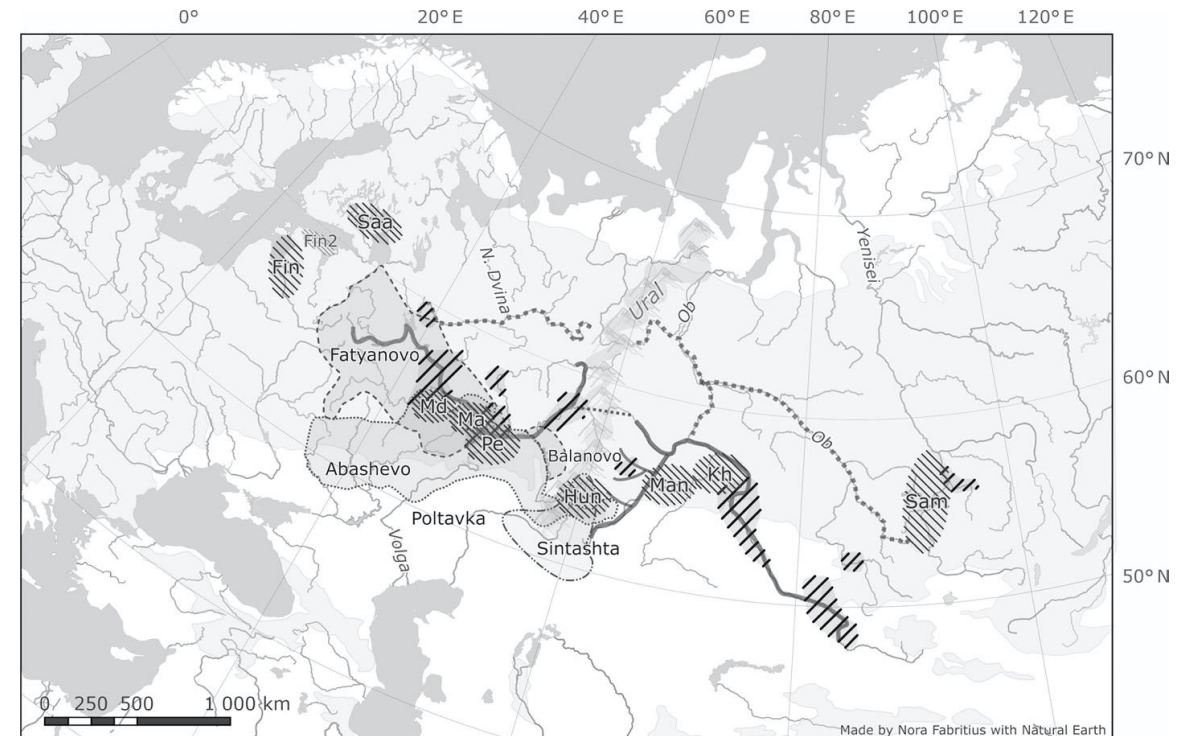 0° 20° E 40° E 60° E 80° E 100° E 120° E
70° N
Saa
Fin2
Fin
N. Dvina
Yenisei
Ural
Ob
Fatyanovo
60° N
Md
Ma
Pe
Ob
Balanovo
Abashevo
Kh
Man
Hun
Sam
Poltavka
Sintashta
Volga
50° N
0 250 500 1 000 km
Made by Nora Fabritius with Natural Earth